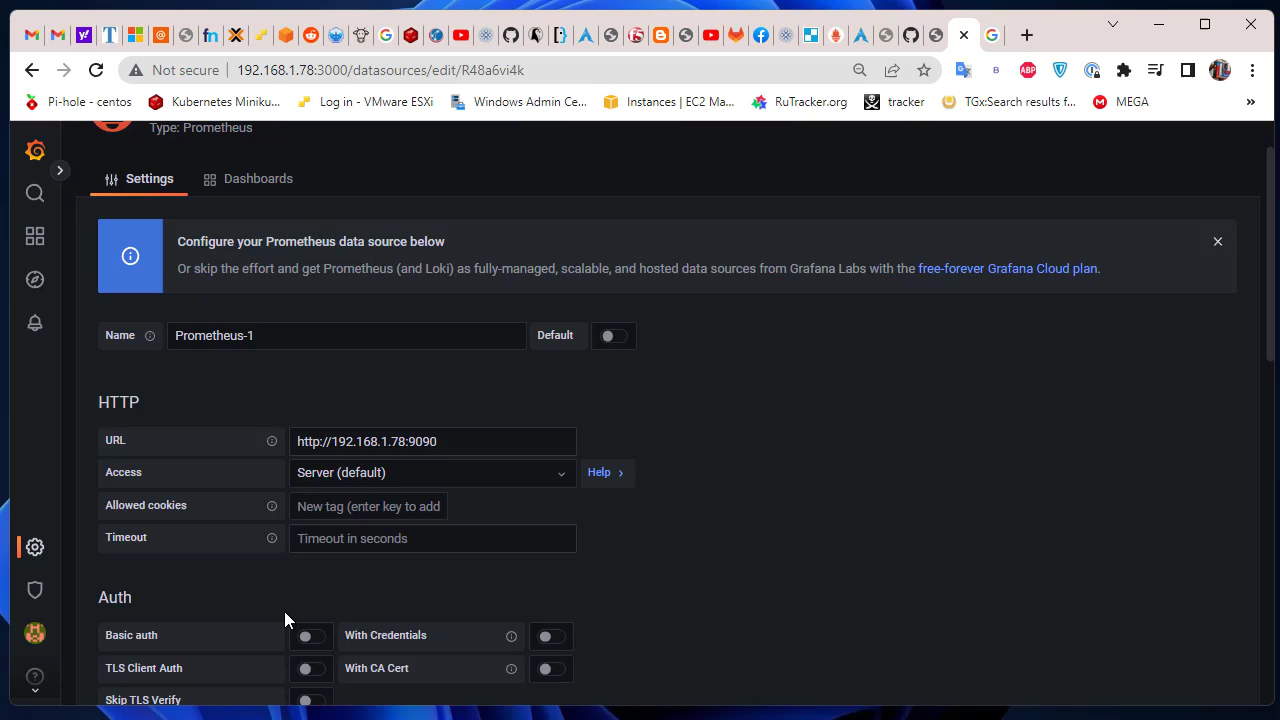 Not secure 192.168.1.78:3000/datasources/edit/R48a6vi4k
Pi-hole - centos Kubernetes Miniku... Log in - VMware ESXi Windows Admin Ce... Instances | EC2 Ma... RuTracker.org tracker TGx:Search results f... MEGA »
Type: Prometheus
Settings Dashboards
Configure your Prometheus data source below
Or skip the effort and get Prometheus (and Loki) as fully-managed, scalable, and hosted data sources from Grafana Labs with the free-forever Grafana Cloud plan.
Name Prometheus-1 Default
HTTP
URL http://192.168.1.78:9090
Access Server (default) Help >
Allowed cookies New tag (enter key to add
Timeout Timeout in seconds
Auth
Basic auth With Credentials
TLS Client Auth With CA Cert
Skip TLS Verify